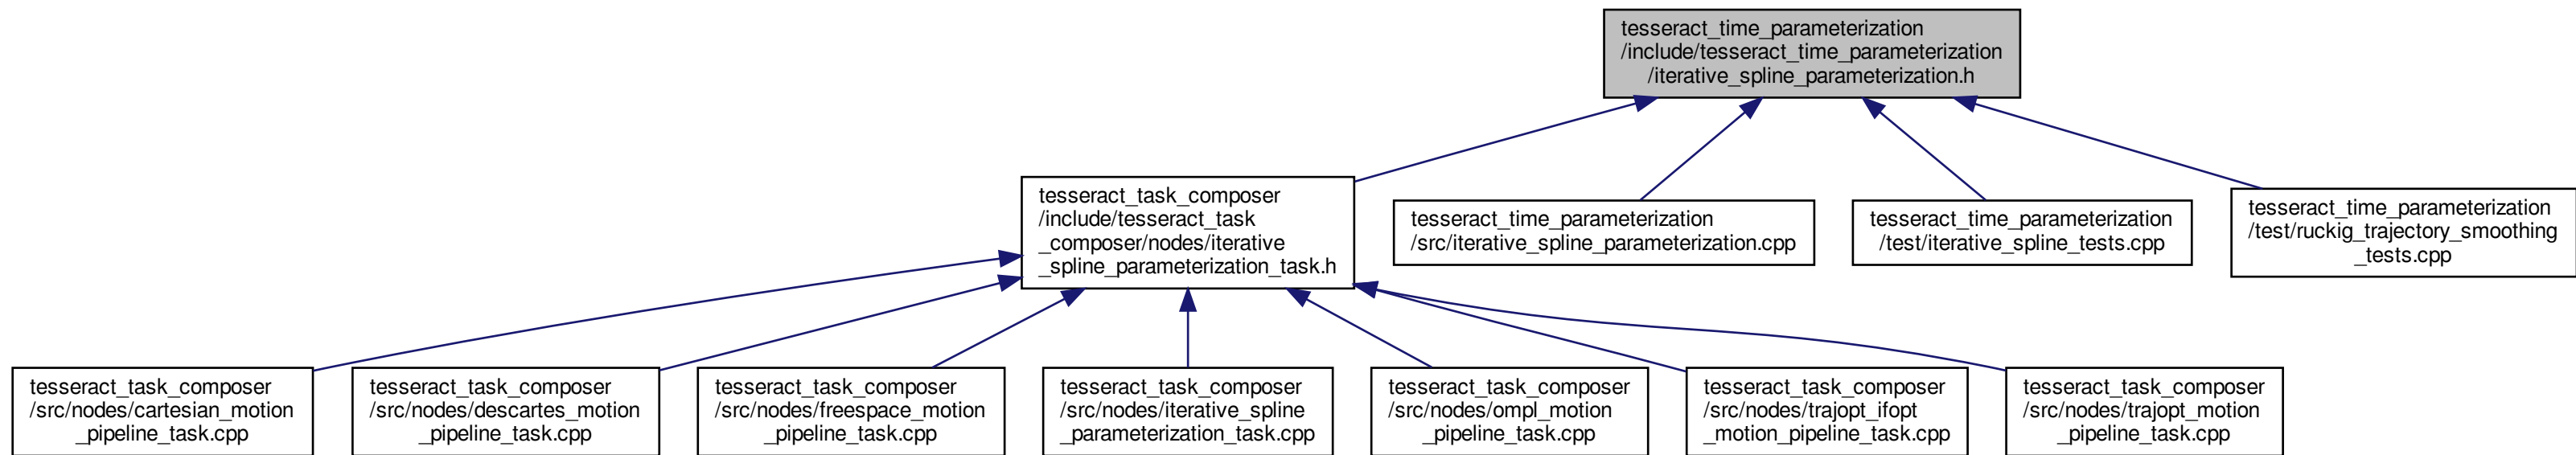 tesseract_time_parameterization
/include/tesseract_time_parameterization
/iterative_spline_parameterization.h
tesseract_task_composer
/include/tesseract_task
_composer/nodes/iterative
_spline_parameterization_task.h
tesseract_time_parameterization
/src/iterative_spline_parameterization.cpp
tesseract_time_parameterization
/test/iterative_spline_tests.cpp
tesseract_time_parameterization
/test/ruckig_trajectory_smoothing
_tests.cpp
tesseract_task_composer
/src/nodes/cartesian_motion
_pipeline_task.cpp
tesseract_task_composer
/src/nodes/descartes_motion
_pipeline_task.cpp
tesseract_task_composer
/src/nodes/freespace_motion
_pipeline_task.cpp
tesseract_task_composer
/src/nodes/iterative_spline
_parameterization_task.cpp
tesseract_task_composer
/src/nodes/ompl_motion
_pipeline_task.cpp
tesseract_task_composer
/src/nodes/trajopt_ifopt
_motion_pipeline_task.cpp
tesseract_task_composer
/src/nodes/trajopt_motion
_pipeline_task.cpp